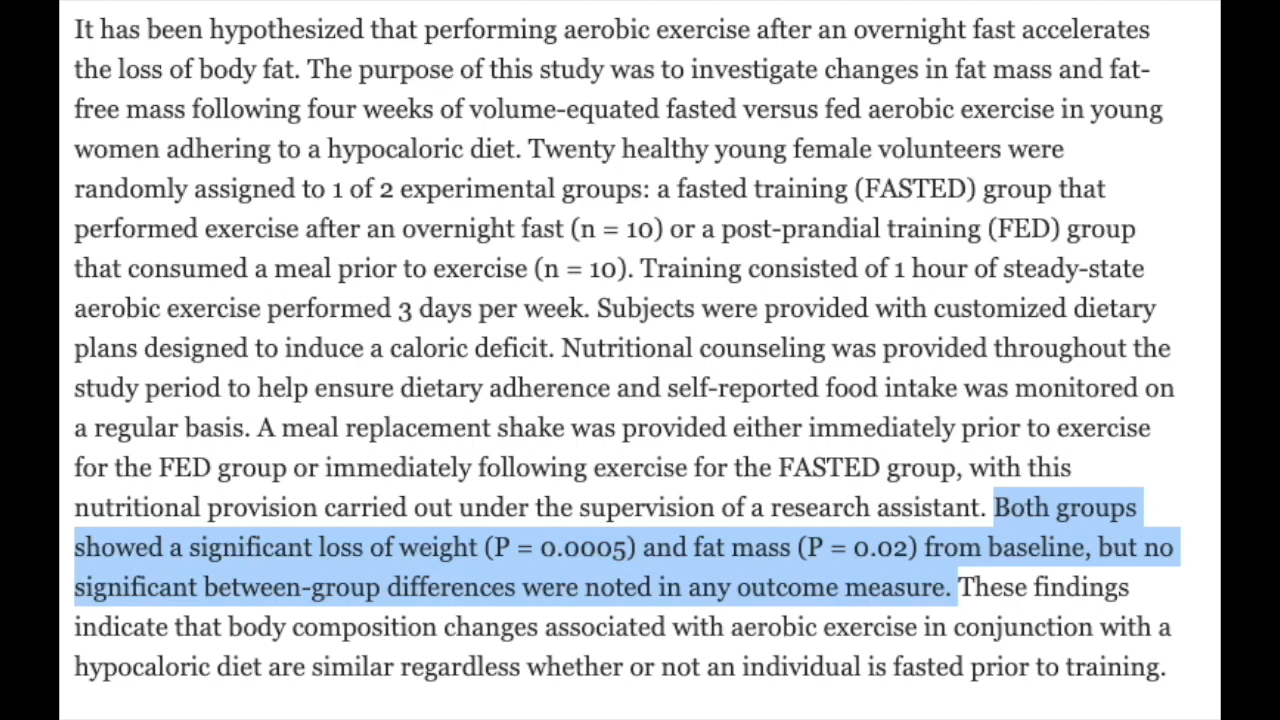 It has been hypothesized that performing aerobic exercise after an overnight fast accelerates
the loss of body fat. The purpose of this study was to investigate changes in fat mass and fat-
free mass following four weeks of volume-equated fasted versus fed aerobic exercise in young
women adhering to a hypocaloric diet. Twenty healthy young female volunteers were
randomly assigned to 1 of 2 experimental groups: a fasted training (FASTED) group that
performed exercise after an overnight fast (n = 10) or a post-prandial training (FED) group
that consumed a meal prior to exercise (n = 10). Training consisted of 1 hour of steady-state
aerobic exercise performed 3 days per week. Subjects were provided with customized dietary
plans designed to induce a caloric deficit. Nutritional counseling was provided throughout the
study period to help ensure dietary adherence and self-reported food intake was monitored on
a regular basis. A meal replacement shake was provided either immediately prior to exercise
for the FED group or immediately following exercise for the FASTED group, with this
nutritional provision carried out under the supervision of a research assistant. Both groups
showed a significant loss of weight (P = 0.0005) and fat mass (P = 0.02) from baseline, but no
significant between-group differences were noted in any outcome measure. These findings
indicate that body composition changes associated with aerobic exercise in conjunction with a
hypocaloric diet are similar regardless whether or not an individual is fasted prior to training.